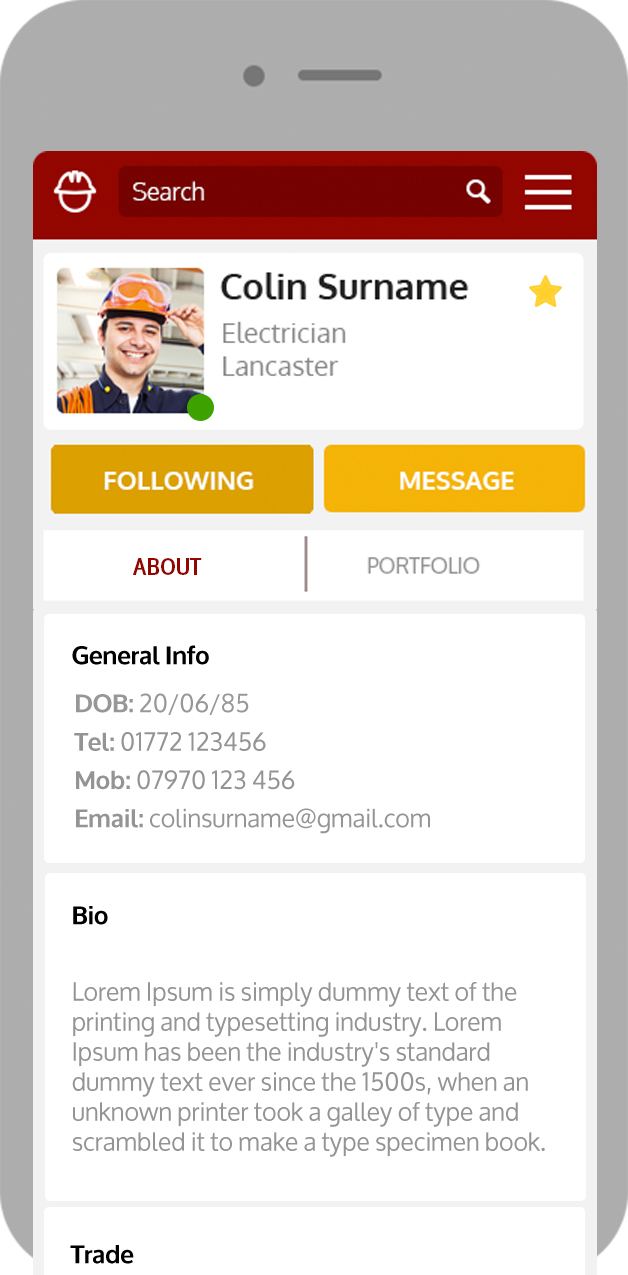 Search
Colin Surname
Electrician
Lancaster
FOLLOWING
MESSAGE
ABOUT
PORTFOLIO
General Info
DOB: 20/06/85
Tel: 01772 123456
Mob: 07970 123 456
Email: colinsurname@gmail.com
Bio
Lorem Ipsum is simply dummy text of the
printing and typesetting industry. Lorem
Ipsum has been the industry's standard
dummy text ever since the 1500s, when an
unknown printer took a galley of type and
scrambled it to make a type specimen book.
Trade